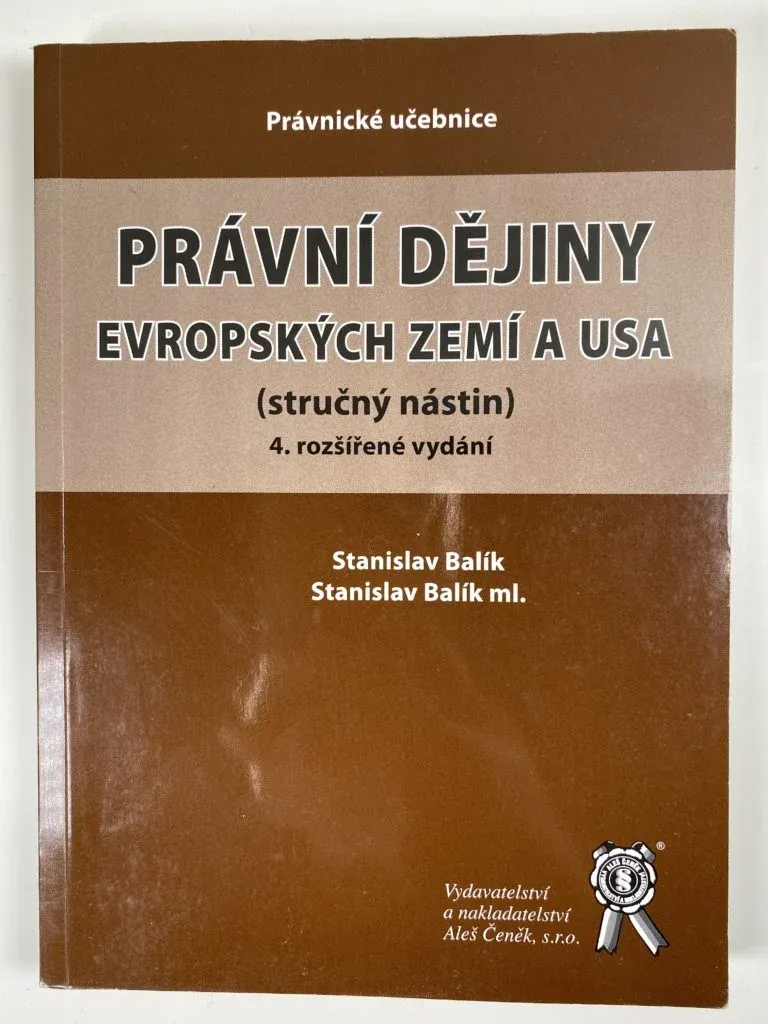 Právnické učebnice
PRÁVNÍ DĚJINY
EVROPSKÝCH ZEMÍ A USA
(stručný nástin)
4. rozšířené vydání
Stanislav Balík
Stanislav Balík ml.
Vydavatelství
a nakladatelství
Aleš Čeněk, s.r.o.
®
§